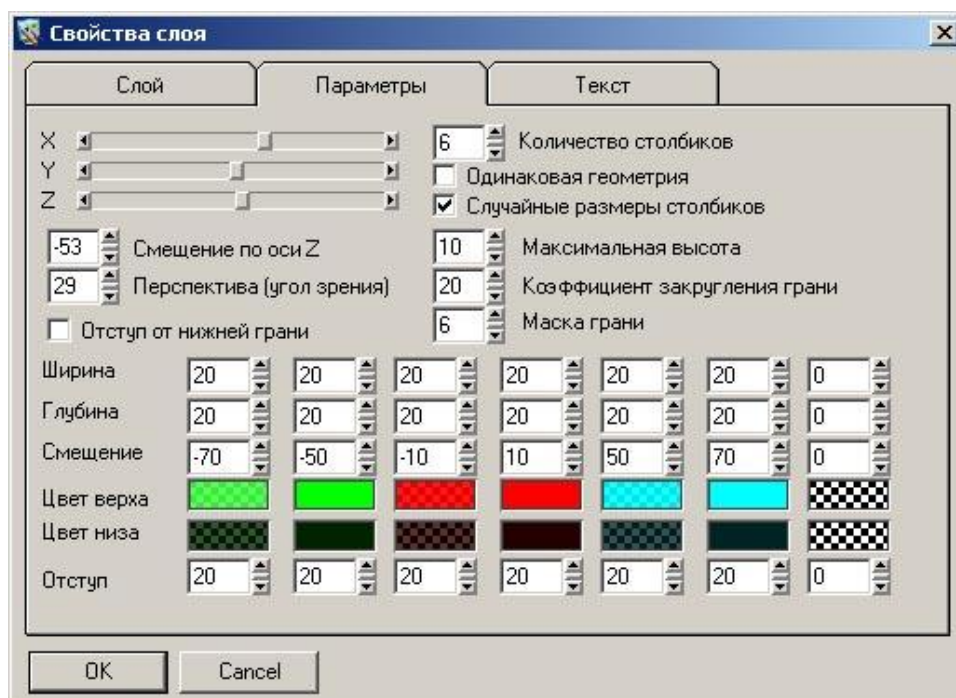 Свойства слоя
Слой Параметры Текст
X 6 Количество столбиков
Y Одинаковая геометрия
Z Случайные размеры столбиков
-53 Смещение по оси Z 10 Максимальная высота
29 Перспектива (угол зрения) 20 Коэффициент закругления грани
Отступ от нижней грани 6 Маска грани
Ширина 20 20 20 20 20 20 0
Глубина 20 20 20 20 20 20 0
Смещение -70 -50 -10 10 50 70 0
Цвет верха
Цвет низа
Отступ 20 20 20 20 20 20 0
OK Cancel